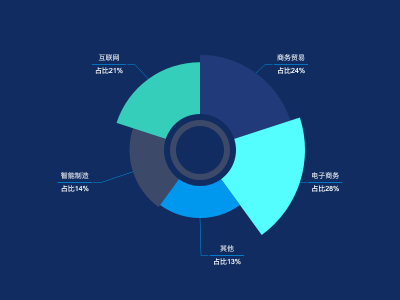 互联网
占比21%
商务贸易
占比24%
智能制造
占比14%
电子商务
占比28%
其他
占比13%